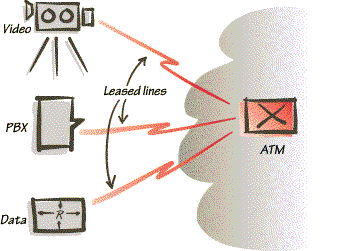 Video
Leased lines
PBX
ATM
Data
R